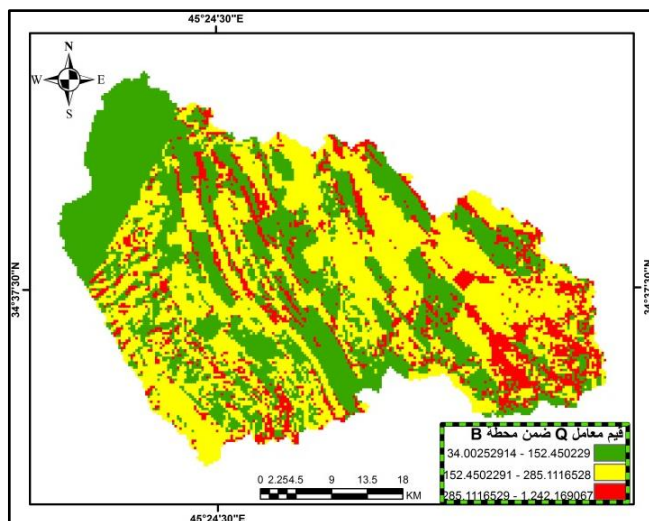 45°24'30"E
N
W E
S
34°37'30"N
34°37'30"N
قيم معامل Q ضمن محطة B
34.00252914 - 152.450229
152.4502291 - 285.1116528
285.1116529 - 1,242.169067
0 2.25 4.5 9 13.5 18
KM
45°24'30"E